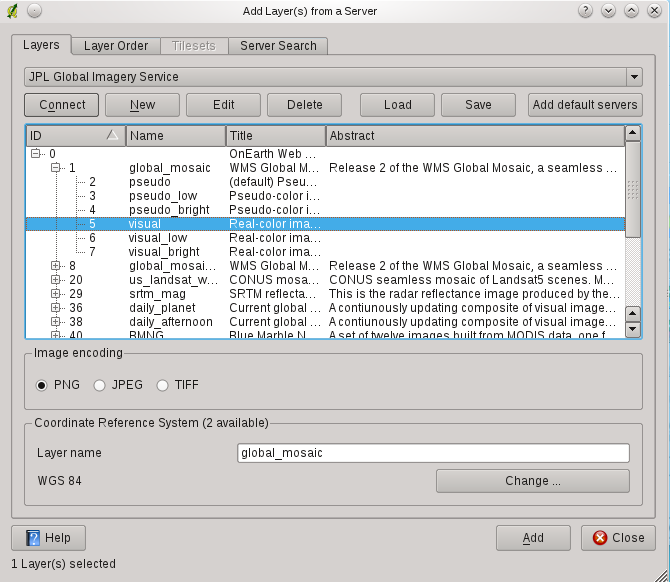 Add Layer(s) from a Server
Layers Layer Order Tilesets Server Search
JPL Global Imagery Service
Connect New Edit Delete Load Save Add default servers
ID Name Title Abstract
0 OnEarth Web ...
1 global_mosaic WMS Global M... Release 2 of the WMS Global Mosaic, a seamless ...
2 pseudo (default) Pseu...
3 pseudo_low Pseudo-color i...
4 pseudo_bright Pseudo-color i...
5 visual Real-color ima...
6 visual_low Real-color ima...
7 visual_bright Real-color ima...
8 global_mosai... WMS Global M... Release 2 of the WMS Global Mosaic, a seamless ...
20 us_landsat_w... CONUS mosa... CONUS seamless mosaic of Landsat5 scenes. M...
29 srtm_mag SRTM reflecta... This is the radar reflectance image produced by the...
36 daily_planet Current global ... A contiunously updating composite of visual image...
38 daily_afternoon Current global ... A contiunously updating composite of visual image...
40 BMNG Blue Marble N... A set of twelve images built from MODIS data, one f...
Image encoding
PNG JPEG TIFF
Coordinate Reference System (2 available)
Layer name global_mosaic
WGS 84 Change ...
Help Add Close
1 Layer(s) selected